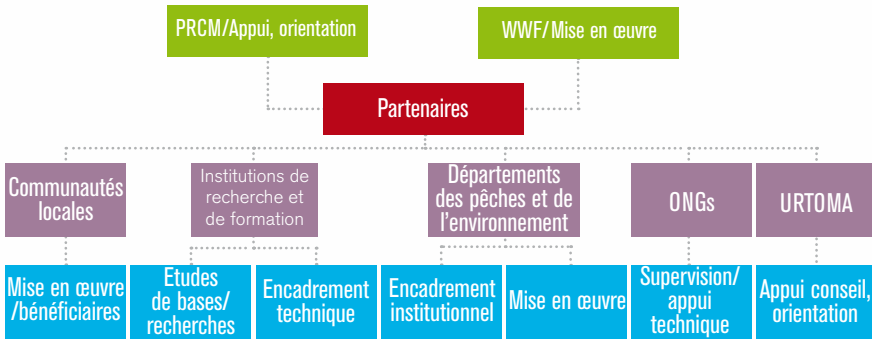 PRCM/Appui, orientation
WWF/Mise en œuvre
Partenaires
Communautés
locales
Institutions de
recherche et
de formation
Départements
des pêches et de
l'environnement
ONGs
URTOMA
Mise en œuvre
/bénéficiaires
Etudes
de bases/
recherches
Encadrement
technique
Encadrement
institutionnel
Mise en œuvre
Supervision/
appui
technique
Appui conseil,
orientation